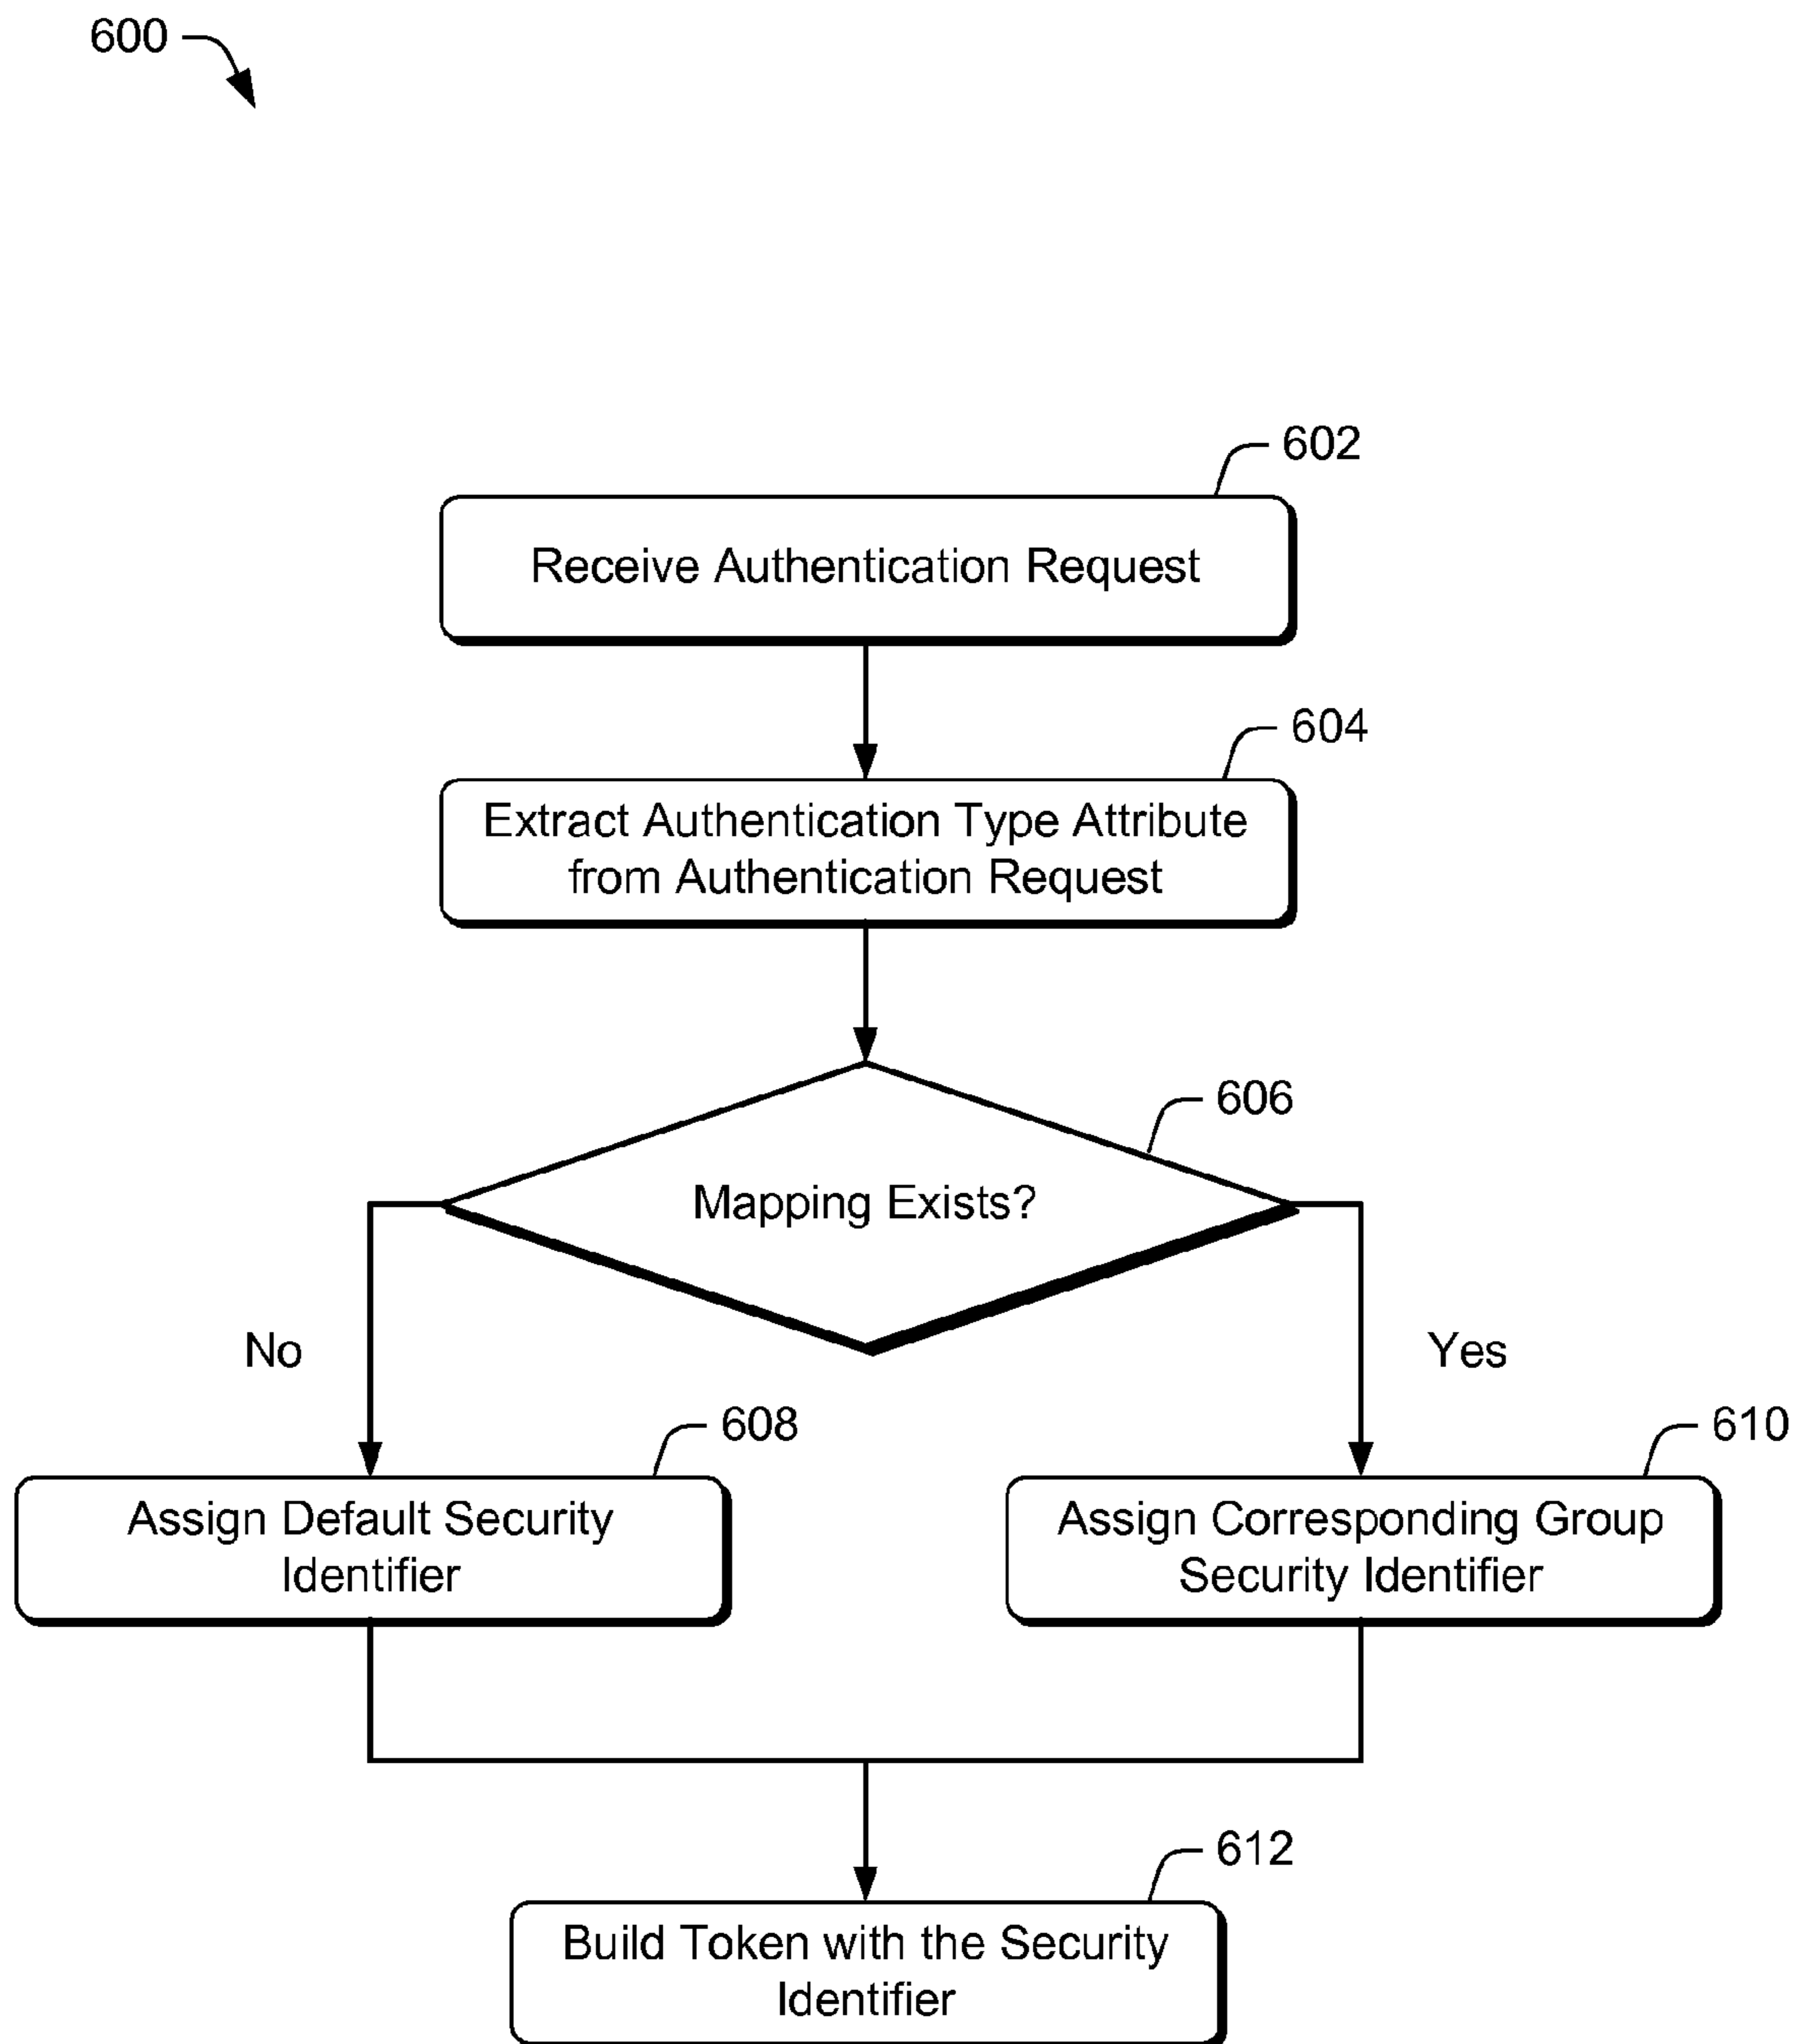 600
602
Receive Authentication Request
604
Extract Authentication Type Attribute
from Authentication Request
606
Mapping Exists?
No
Yes
608
610
Assign Default Security
Identifier
Assign Corresponding Group
Security Identifier
612
Build Token with the Security
Identifier